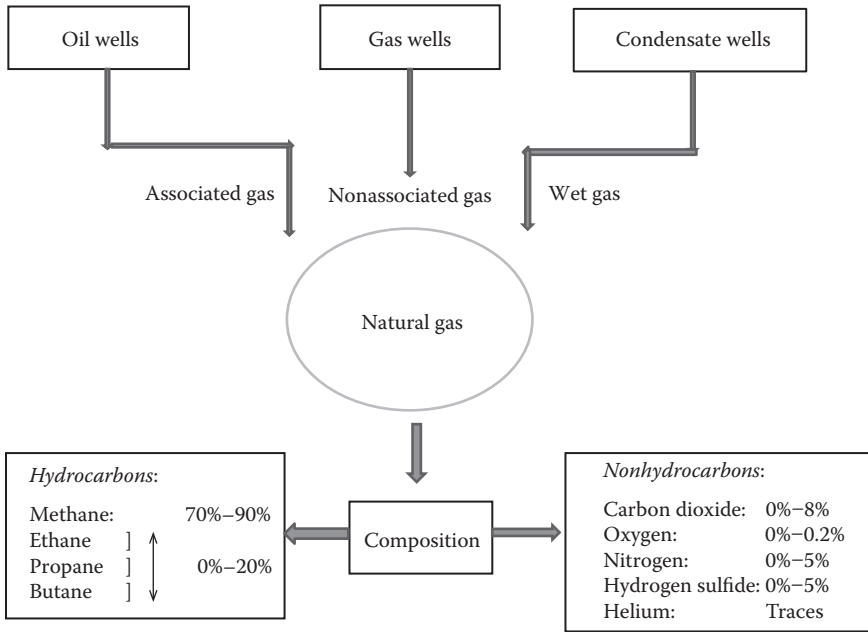 Oil wells
Gas wells
Condensate wells
Associated gas
Nonassociated gas
Wet gas
Natural gas
Hydrocarbons:
Methane: 70%–90%
Ethane ]
Propane ] 0%–20%
Butane ]
Composition
Nonhydrocarbons:
Carbon dioxide: 0%–8%
Oxygen: 0%–0.2%
Nitrogen: 0%–5%
Hydrogen sulfide: 0%–5%
Helium: Traces